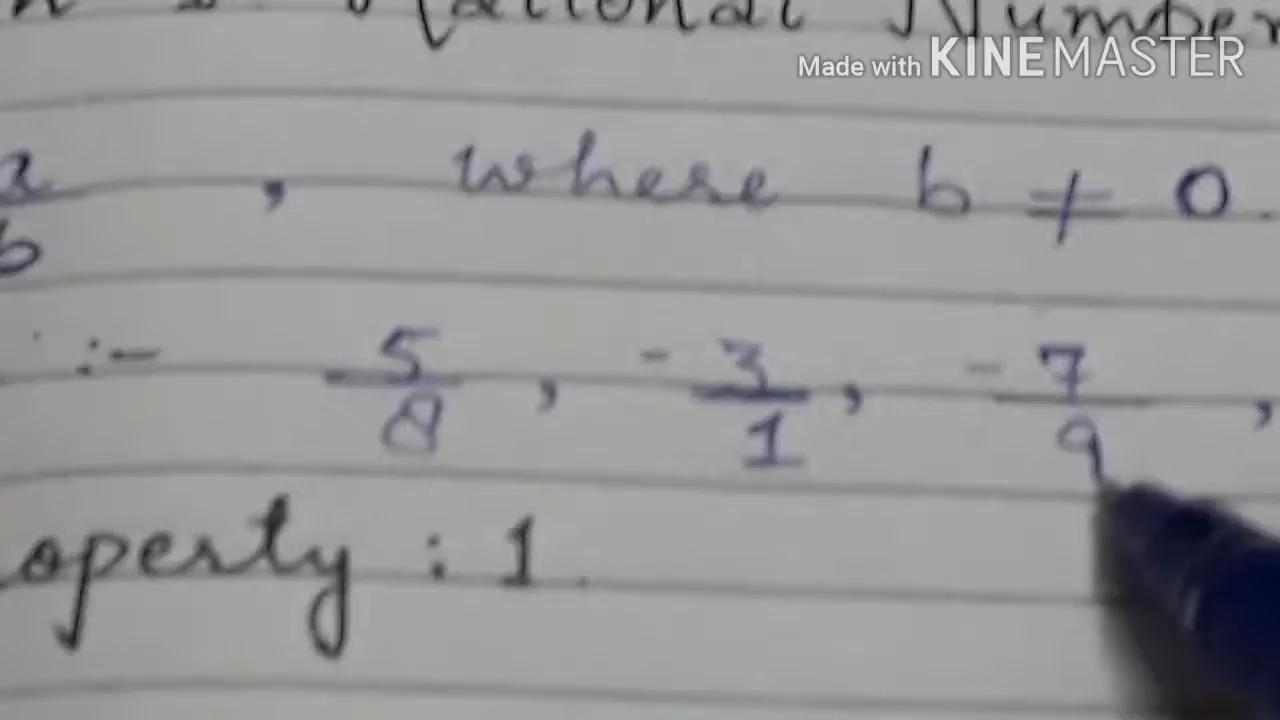 Rational Number
Made with KINEMASTER
a/b , where b ≠ 0.
:- 5/8 , -3/1 , -7/9 ,
operty : 1.